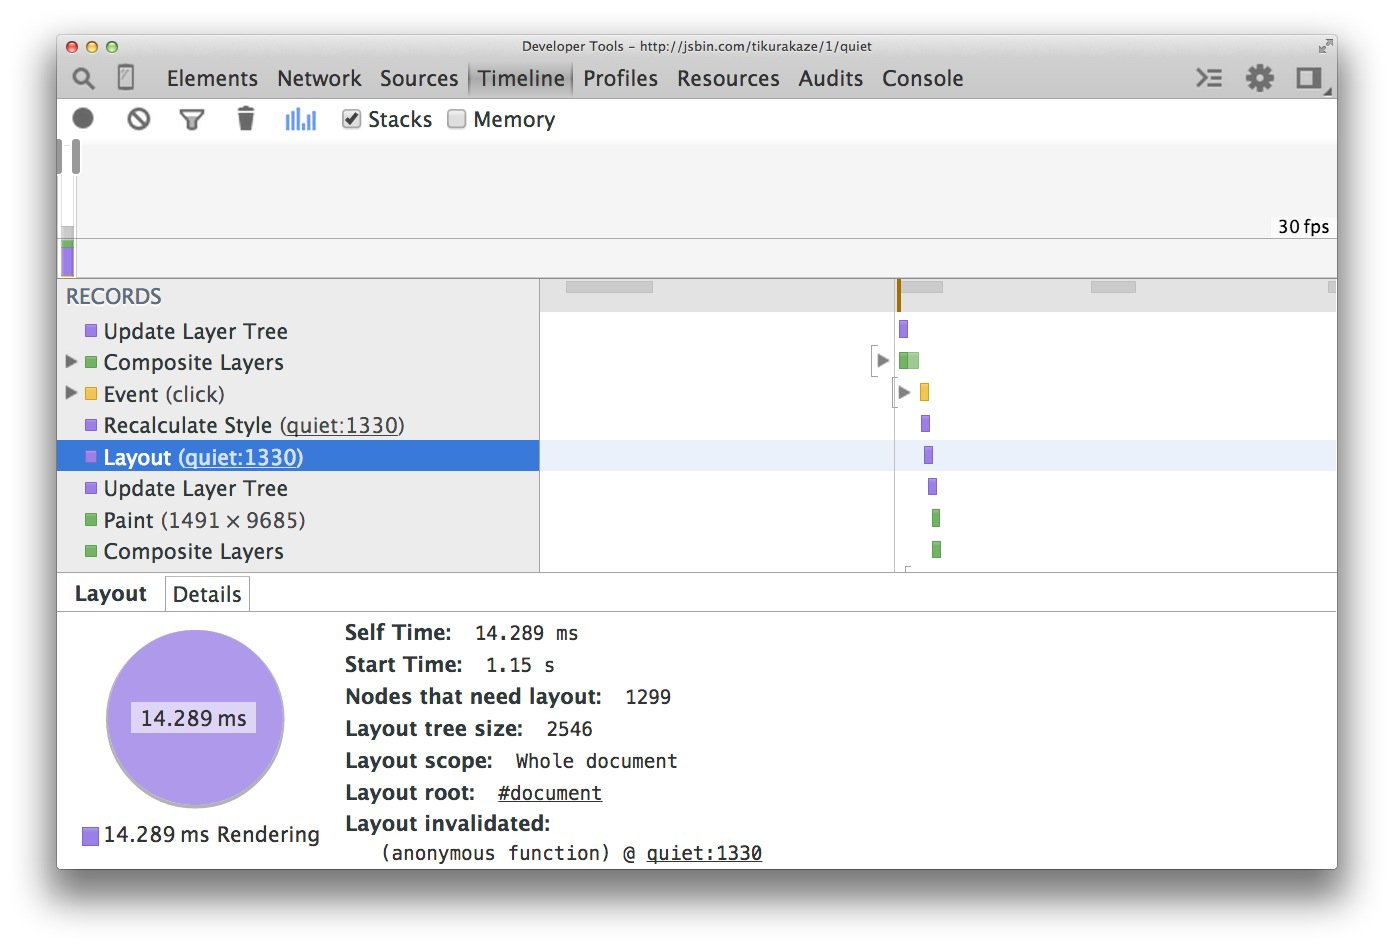 Developer Tools - http://jsbin.com/tikurakaze/1/quiet
Elements Network Sources Timeline Profiles Resources Audits Console
Stacks Memory
30 fps
RECORDS
Update Layer Tree
Composite Layers
Event (click)
Recalculate Style (quiet:1330)
Layout (quiet:1330)
Update Layer Tree
Paint (1491 × 9685)
Composite Layers
Layout Details
14.289 ms
14.289 ms Rendering
Self Time: 14.289 ms
Start Time: 1.15 s
Nodes that need layout: 1299
Layout tree size: 2546
Layout scope: Whole document
Layout root: #document
Layout invalidated:
(anonymous function) @ quiet:1330